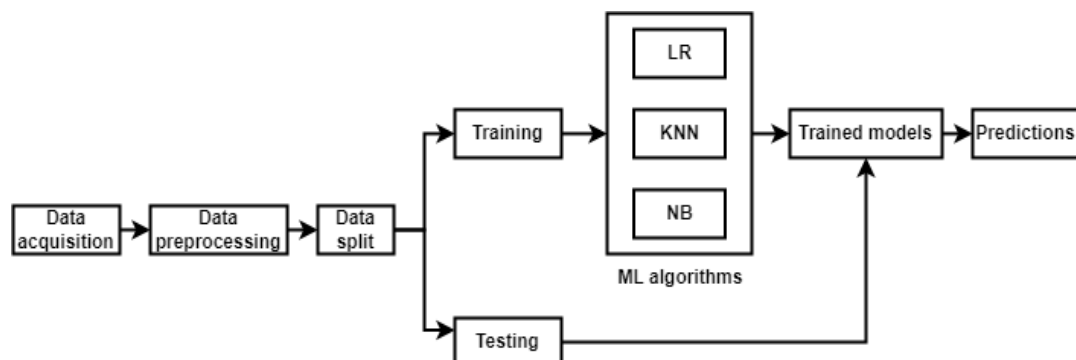 Data
acquisition
Data
preprocessing
Data
split
Training
Testing
LR
KNN
NB
ML algorithms
Trained models
Predictions